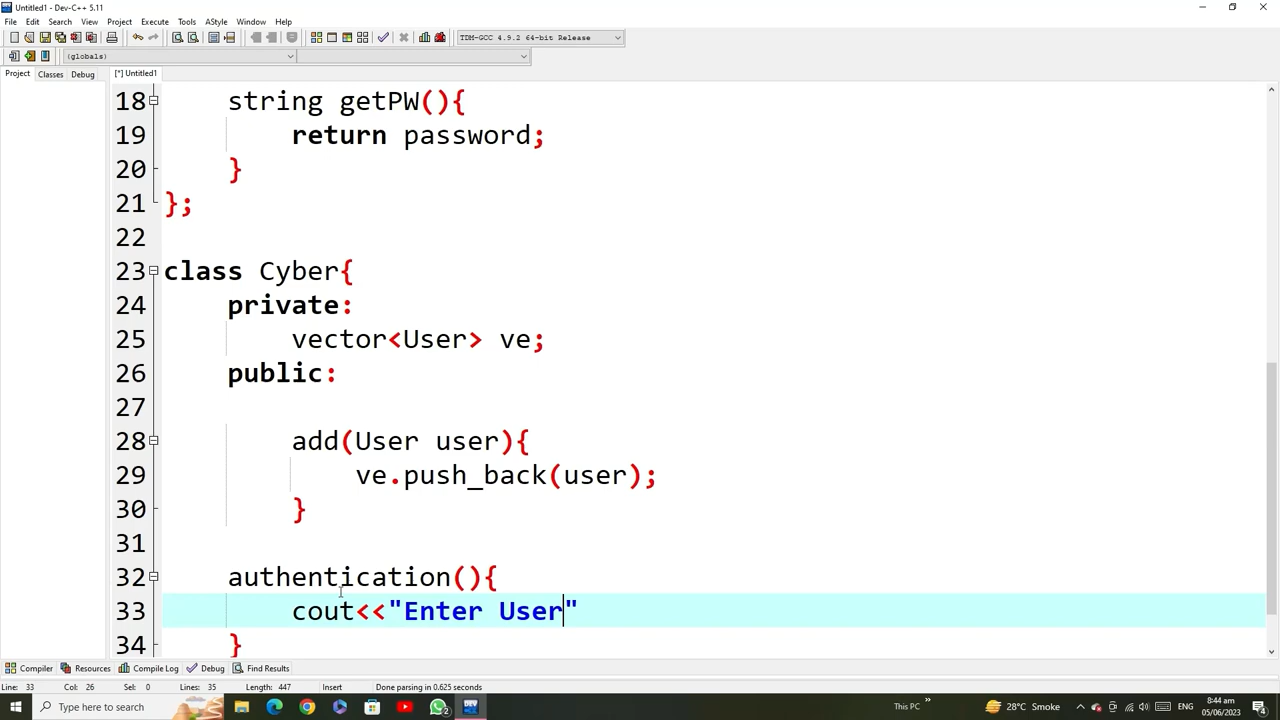 Untitled1 - Dev-C++ 5.11
File Edit Search View Project Execute Tools AStyle Window Help
TDM-GCC 4.9.2 64-bit Release
(globals)
Project Classes Debug [*] Untitled1
18 string getPW(){
19 return password;
20 }
21 };
22
23 class Cyber{
24 private:
25 vector<User> ve;
26 public:
27
28 add(User user){
29 ve.push_back(user);
30 }
31
32 authentication(){
33 cout<<"Enter User"
34 }
Compiler Resources Compile Log Debug Find Results
Line: 33 Col: 26 Sel: 0 Lines: 35 Length: 447 Insert Done parsing in 0.625 seconds
Type here to search 2 DEV This PC » 28°C Smoke ENG 8:44 am 05/06/2023 4